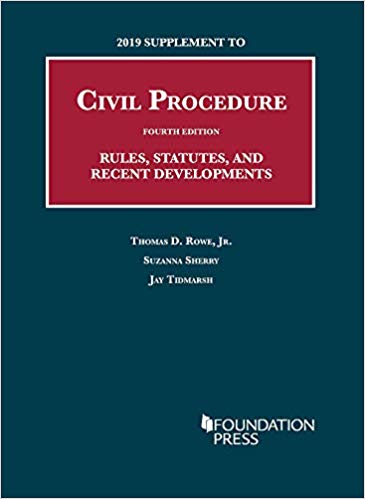 2019 SUPPLEMENT TO
CIVIL PROCEDURE
FOURTH EDITION
RULES, STATUTES, AND
RECENT DEVELOPMENTS
THOMAS D. ROWE, JR.
SUZANNA SHERRY
JAY TIDMARSH
FOUNDATION
PRESS